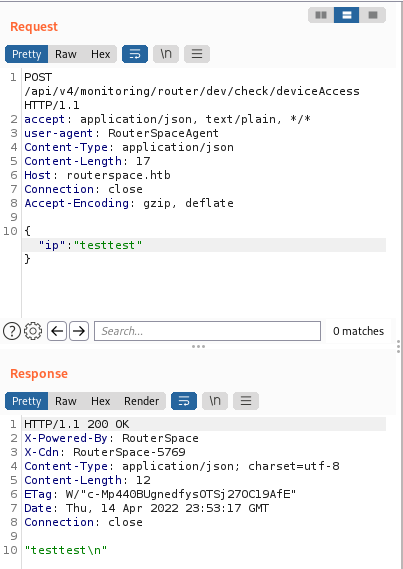 Request
Pretty Raw Hex \n
1 POST
/api/v4/monitoring/router/dev/check/deviceAccess
HTTP/1.1
2 accept: application/json, text/plain, */*
3 user-agent: RouterSpaceAgent
4 Content-Type: application/json
5 Content-Length: 17
6 Host: routerspace.htb
7 Connection: close
8 Accept-Encoding: gzip, deflate
9
10 {
"ip":"testtest"
}
Search... 0 matches
Response
Pretty Raw Hex Render \n
1 HTTP/1.1 200 OK
2 X-Powered-By: RouterSpace
3 X-Cdn: RouterSpace-5769
4 Content-Type: application/json; charset=utf-8
5 Content-Length: 12
6 ETag: W/"c-Mp440BUgnedfysOTSj27OC19AfE"
7 Date: Thu, 14 Apr 2022 23:53:17 GMT
8 Connection: close
9
10 "testtest\n"